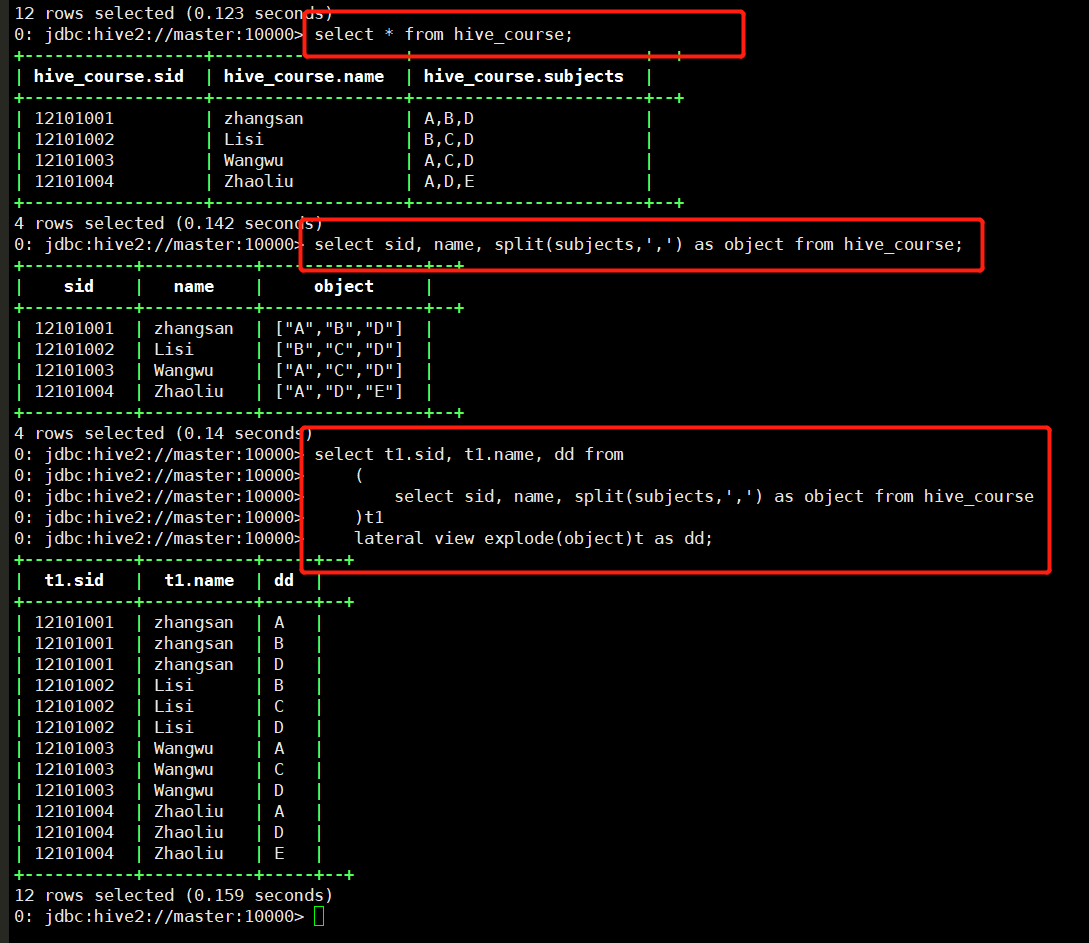 12 rows selected (0.123 seconds)
0: jdbc:hive2://master:10000> select * from hive_course;
+-------------------+-------------------+-----------------------+--+
| hive_course.sid  | hive_course.name  | hive_course.subjects  |
+-------------------+-------------------+-----------------------+--+
| 12101001         | zhangsan          | A,B,D                 |
| 12101002         | Lisi              | B,C,D                 |
| 12101003         | Wangwu            | A,C,D                 |
| 12101004         | Zhaoliu           | A,D,E                 |
+-------------------+-------------------+-----------------------+--+
4 rows selected (0.142 seconds)
0: jdbc:hive2://master:10000> select sid, name, split(subjects,',') as object from hive_course;
+-----------+-----------+----------------+--+
|    sid    |   name    |     object     |
+-----------+-----------+----------------+--+
| 12101001  | zhangsan  | ["A","B","D"]  |
| 12101002  | Lisi      | ["B","C","D"]  |
| 12101003  | Wangwu    | ["A","C","D"]  |
| 12101004  | Zhaoliu   | ["A","D","E"]  |
+-----------+-----------+----------------+--+
4 rows selected (0.14 seconds)
0: jdbc:hive2://master:10000> select t1.sid, t1.name, dd from
0: jdbc:hive2://master:10000>     (
0: jdbc:hive2://master:10000>         select sid, name, split(subjects,',') as object from hive_course
0: jdbc:hive2://master:10000>     )t1
0: jdbc:hive2://master:10000>     lateral view explode(object)t as dd;
+-----------+-----------+-----+--+
|  t1.sid   |  t1.name  | dd  |
+-----------+-----------+-----+--+
| 12101001  | zhangsan  | A   |
| 12101001  | zhangsan  | B   |
| 12101001  | zhangsan  | D   |
| 12101002  | Lisi      | B   |
| 12101002  | Lisi      | C   |
| 12101002  | Lisi      | D   |
| 12101003  | Wangwu    | A   |
| 12101003  | Wangwu    | C   |
| 12101003  | Wangwu    | D   |
| 12101004  | Zhaoliu   | A   |
| 12101004  | Zhaoliu   | D   |
| 12101004  | Zhaoliu   | E   |
+-----------+-----------+-----+--+
12 rows selected (0.159 seconds)
0: jdbc:hive2://master:10000>